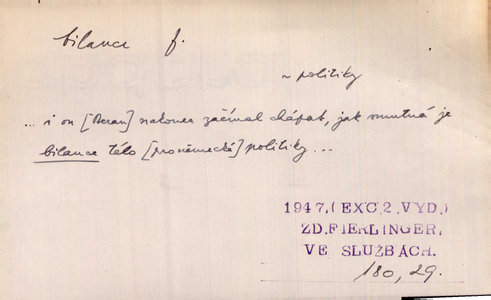 bilance f.
~ politiky
... i on [Beran] nakonec začínal chápat, jak smutná je
bilance této [proněmecké] politiky ...
1947, (EXC. 2. VYD.)
ZD. FIERLINGER,
VE SLUŽBÁCH.
180, 29.